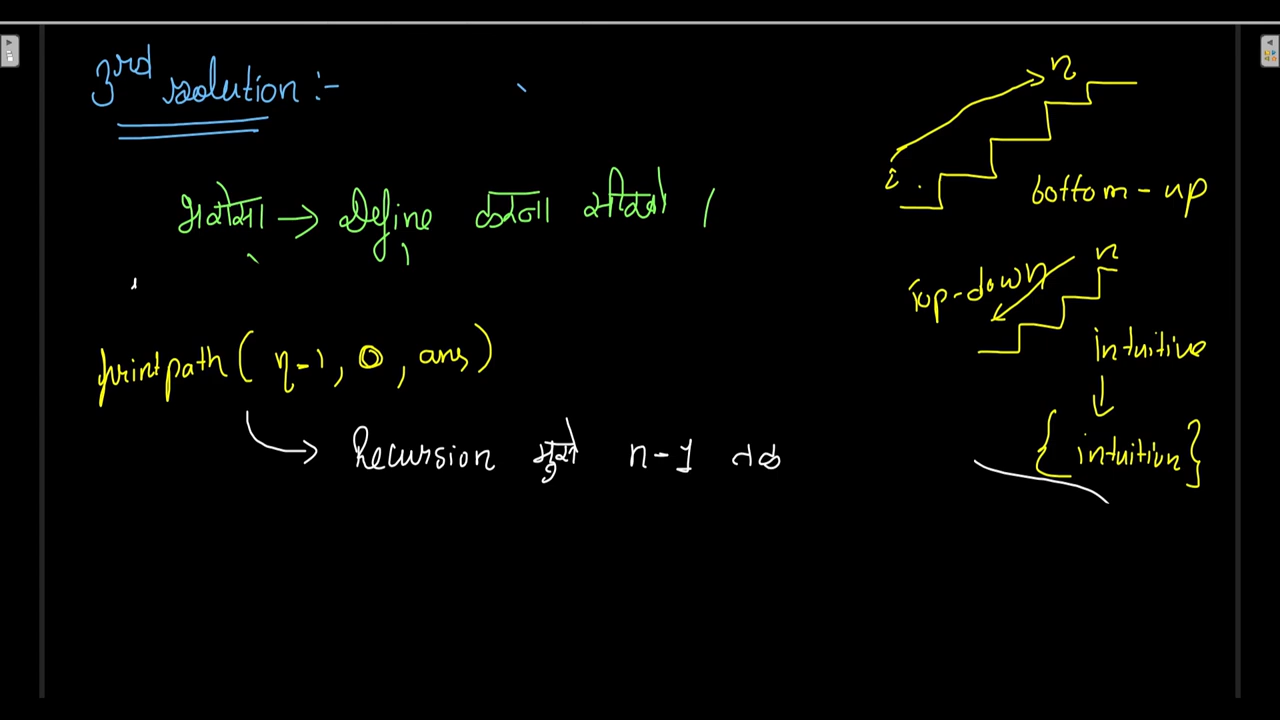 3rd solution :-
भरोसा → Define करना सीखो ।
printpath ( n-1, 0, ans)
Recursion मुझे n-1 तक
n
i
bottom-up
n
Top-down
intuitive
{ intuition }